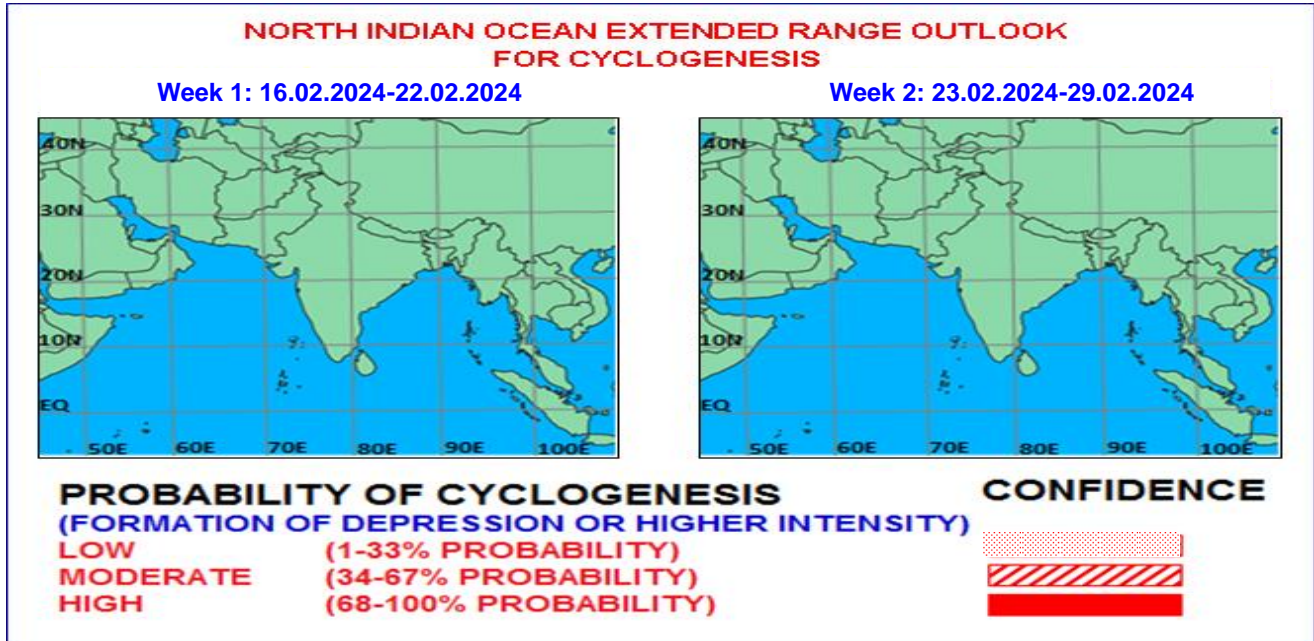 NORTH INDIAN OCEAN EXTENDED RANGE OUTLOOK
FOR CYCLOGENESIS
Week 1: 16.02.2024-22.02.2024
40N
30N
20N
10N
EQ
50E 60E 70E 80E 90E 100E
Week 2: 23.02.2024-29.02.2024
40N
30N
20N
10N
EQ
50E 60E 70E 80E 90E 100E
PROBABILITY OF CYCLOGENESIS
(FORMATION OF DEPRESSION OR HIGHER INTENSITY)
LOW (1-33% PROBABILITY)
MODERATE (34-67% PROBABILITY)
HIGH (68-100% PROBABILITY)
CONFIDENCE